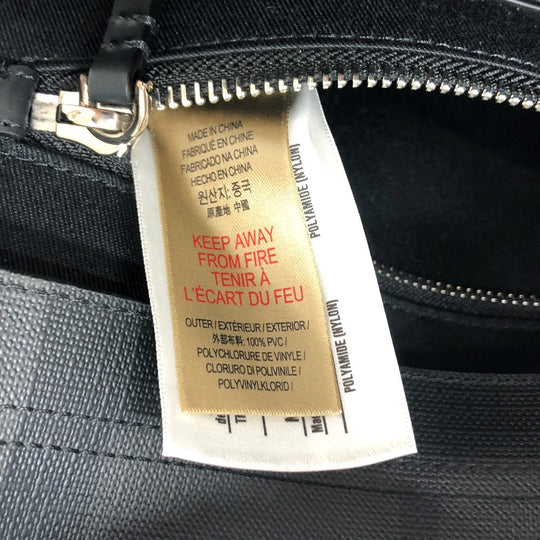 MADE IN CHINA
FABRIQUÉ EN CHINE
FABRICADO NA CHINA
HECHO EN CHINA
원산지: 중국
原產地 中國
KEEP AWAY
FROM FIRE
TENIR À
L'ÉCART DU FEU
OUTER / EXTÉRIEUR / EXTERIOR /
外部布料: 100% PVC /
POLYCHLORURE DE VINYLE /
CLORURO DI POLIVINILE /
POLYVINYLKLORID /
POLYAMIDE (NYLON)
POLYAMIDE (NYLON)